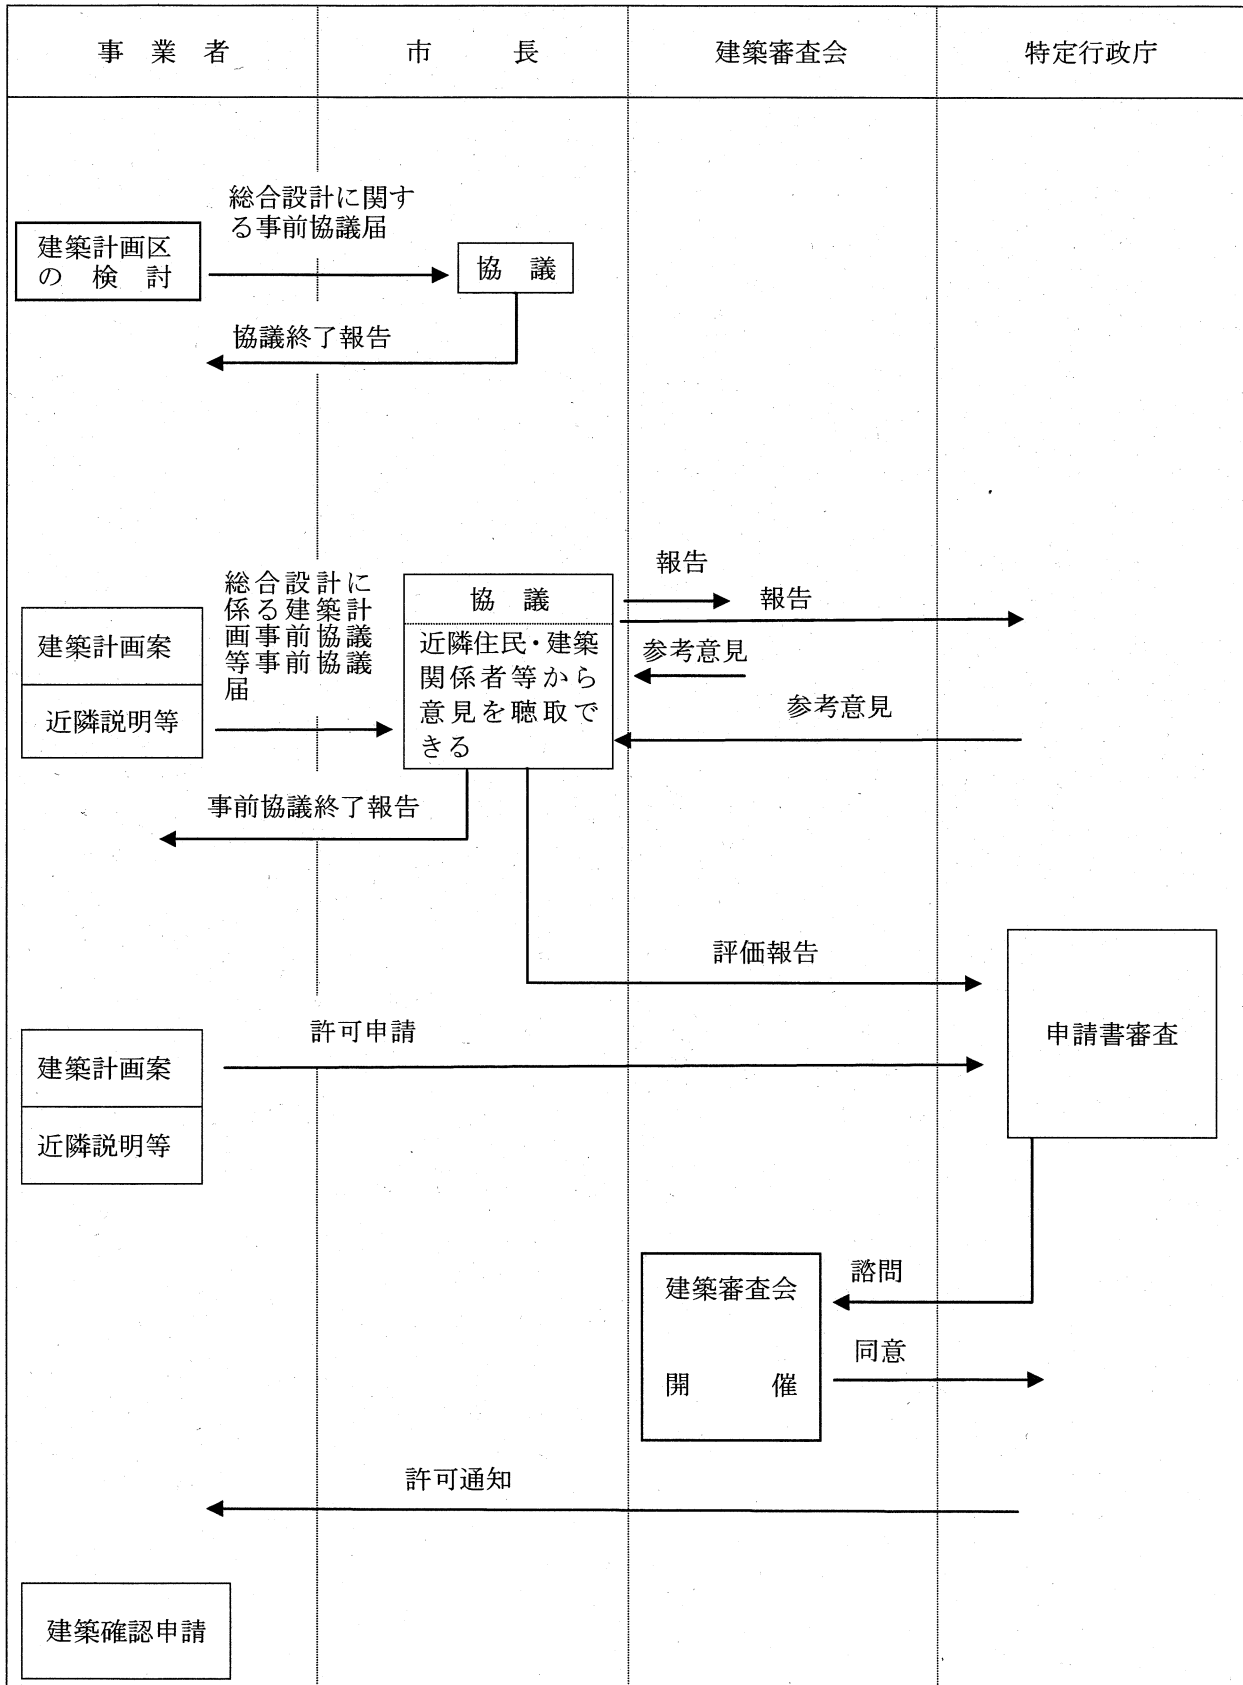 事業者
市長
建築審査会
特定行政庁
総合設計に関す
る事前協議届
建築計画区
の検討
協議
協議終了報告
報告
報告
総合設計に
係る建築計
画事前協議
等事前協議
届
協議
近隣住民・建築
関係者等から
意見を聴取で
きる
建築計画案
近隣説明等
参考意見
参考意見
事前協議終了報告
評価報告
申請書審査
許可申請
建築計画案
近隣説明等
諮問
建築審査会
開催
同意
許可通知
建築確認申請